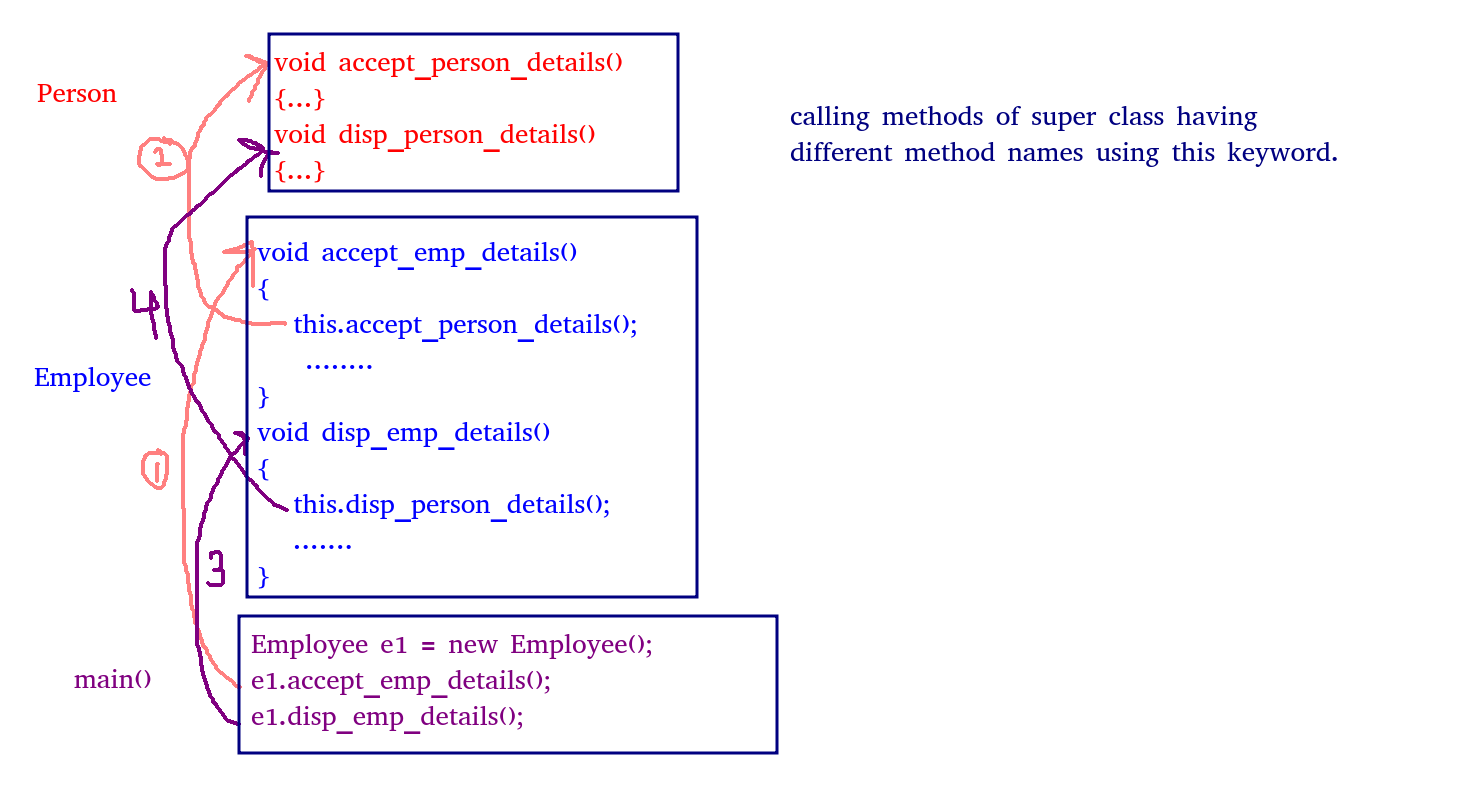 Person
void accept_person_details()
{...}
void disp_person_details()
{...}
calling methods of super class having
different method names using this keyword.
2
4
Employee
void accept_emp_details()
{
this.accept_person_details();
........
}
void disp_emp_details()
{
this.disp_person_details();
.......
}
1
3
main()
Employee e1 = new Employee();
e1.accept_emp_details();
e1.disp_emp_details();